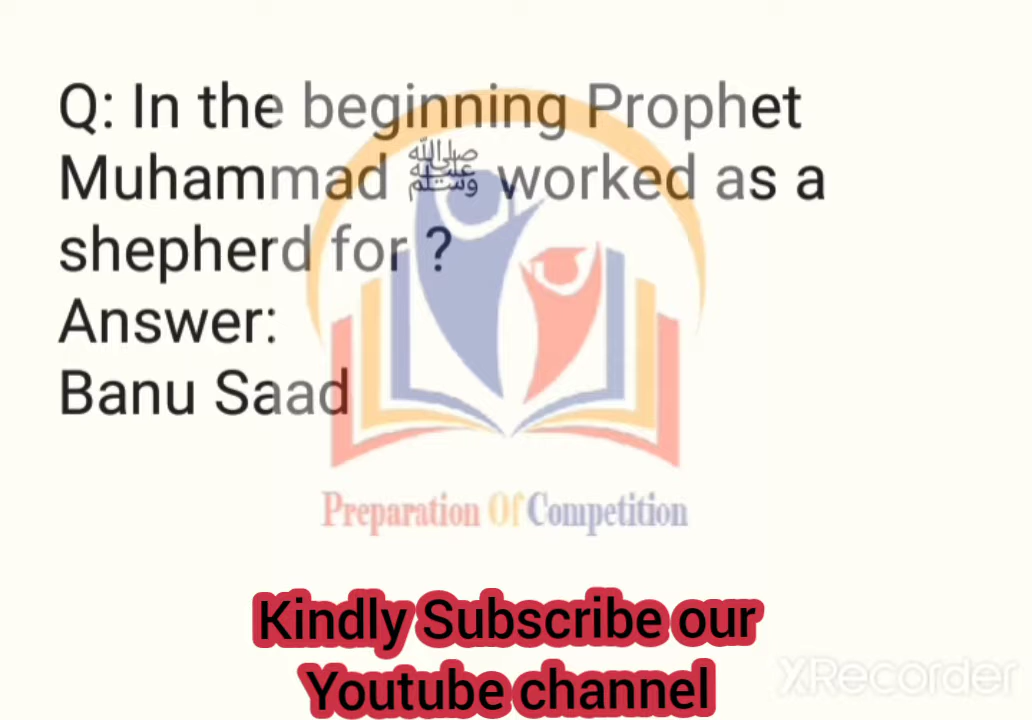 Q: In the beginning Prophet
Muhammad ﷺ worked as a
shepherd for ?
Answer:
Banu Saad
Preparation Of Competition
Kindly Subscribe our
Youtube channel
XRecorder